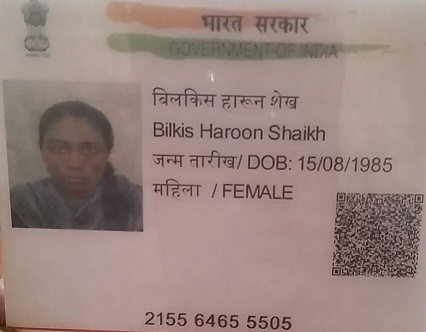 भारत सरकार
GOVERNMENT OF INDIA
बिलकिस हारून शेख
Bilkis Haroon Shaikh
जन्म तारीख/ DOB: 15/08/1985
महिला / FEMALE
2155 6465 5505